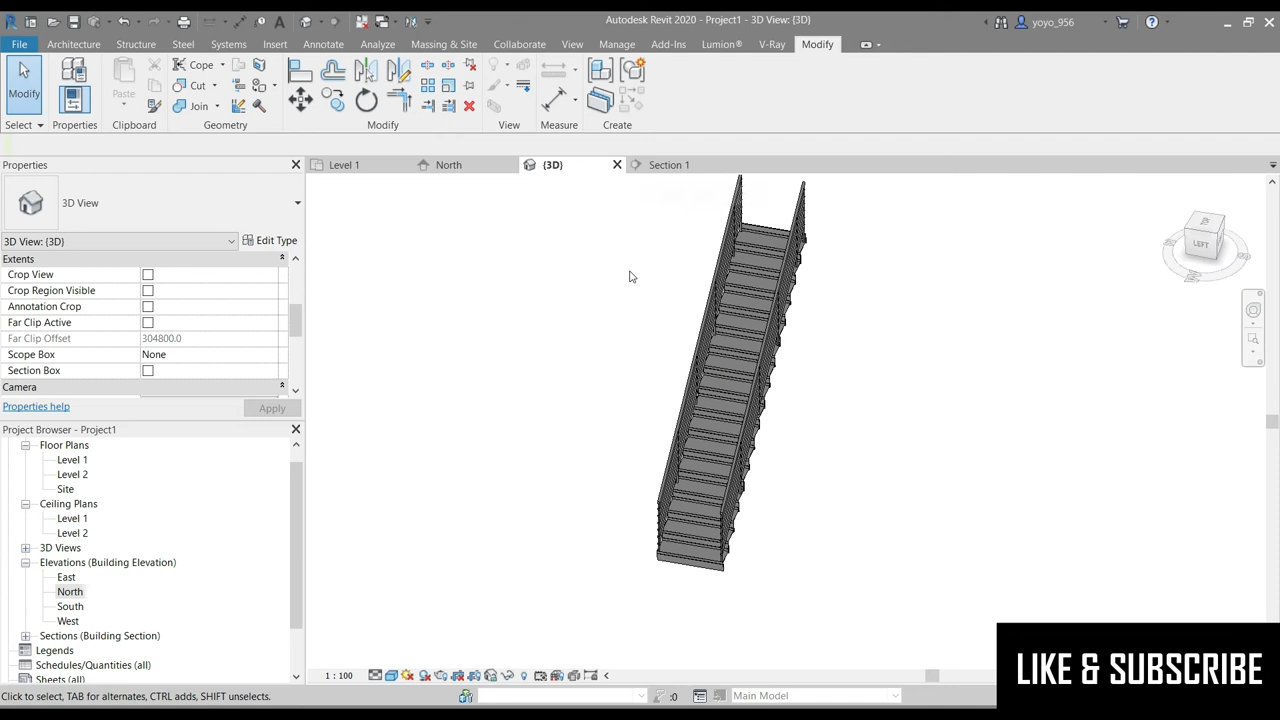 Autodesk Revit 2020 - Project1 - 3D View: {3D}
yoyo_956
File Architecture Structure Steel Systems Insert Annotate Analyze Massing & Site Collaborate View Manage Add-Ins Lumion® V-Ray Modify
Modify
Paste
Cope
Cut
Join
Select Properties Clipboard Geometry Modify View Measure Create
Properties
Level 1
North
{3D}
Section 1
3D View
3D View: {3D}
Edit Type
Extents
Crop View
Crop Region Visible
Annotation Crop
Far Clip Active
Far Clip Offset 304800.0
Scope Box None
Section Box
Camera
Properties help
Apply
Project Browser - Project1
Floor Plans
Level 1
Level 2
Site
Ceiling Plans
Level 1
Level 2
3D Views
Elevations (Building Elevation)
East
North
South
West
Sections (Building Section)
Legends
Schedules/Quantities (all)
Sheets (all)
LEFT
1 : 100
Click to select, TAB for alternates, CTRL adds, SHIFT unselects.
:0
Main Model
LIKE & SUBSCRIBE